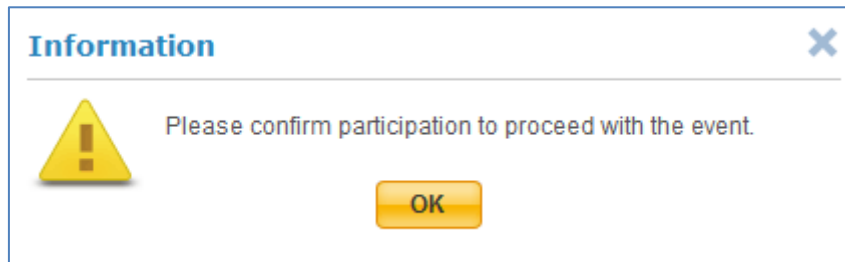 Information
Please confirm participation to proceed with the event.
OK